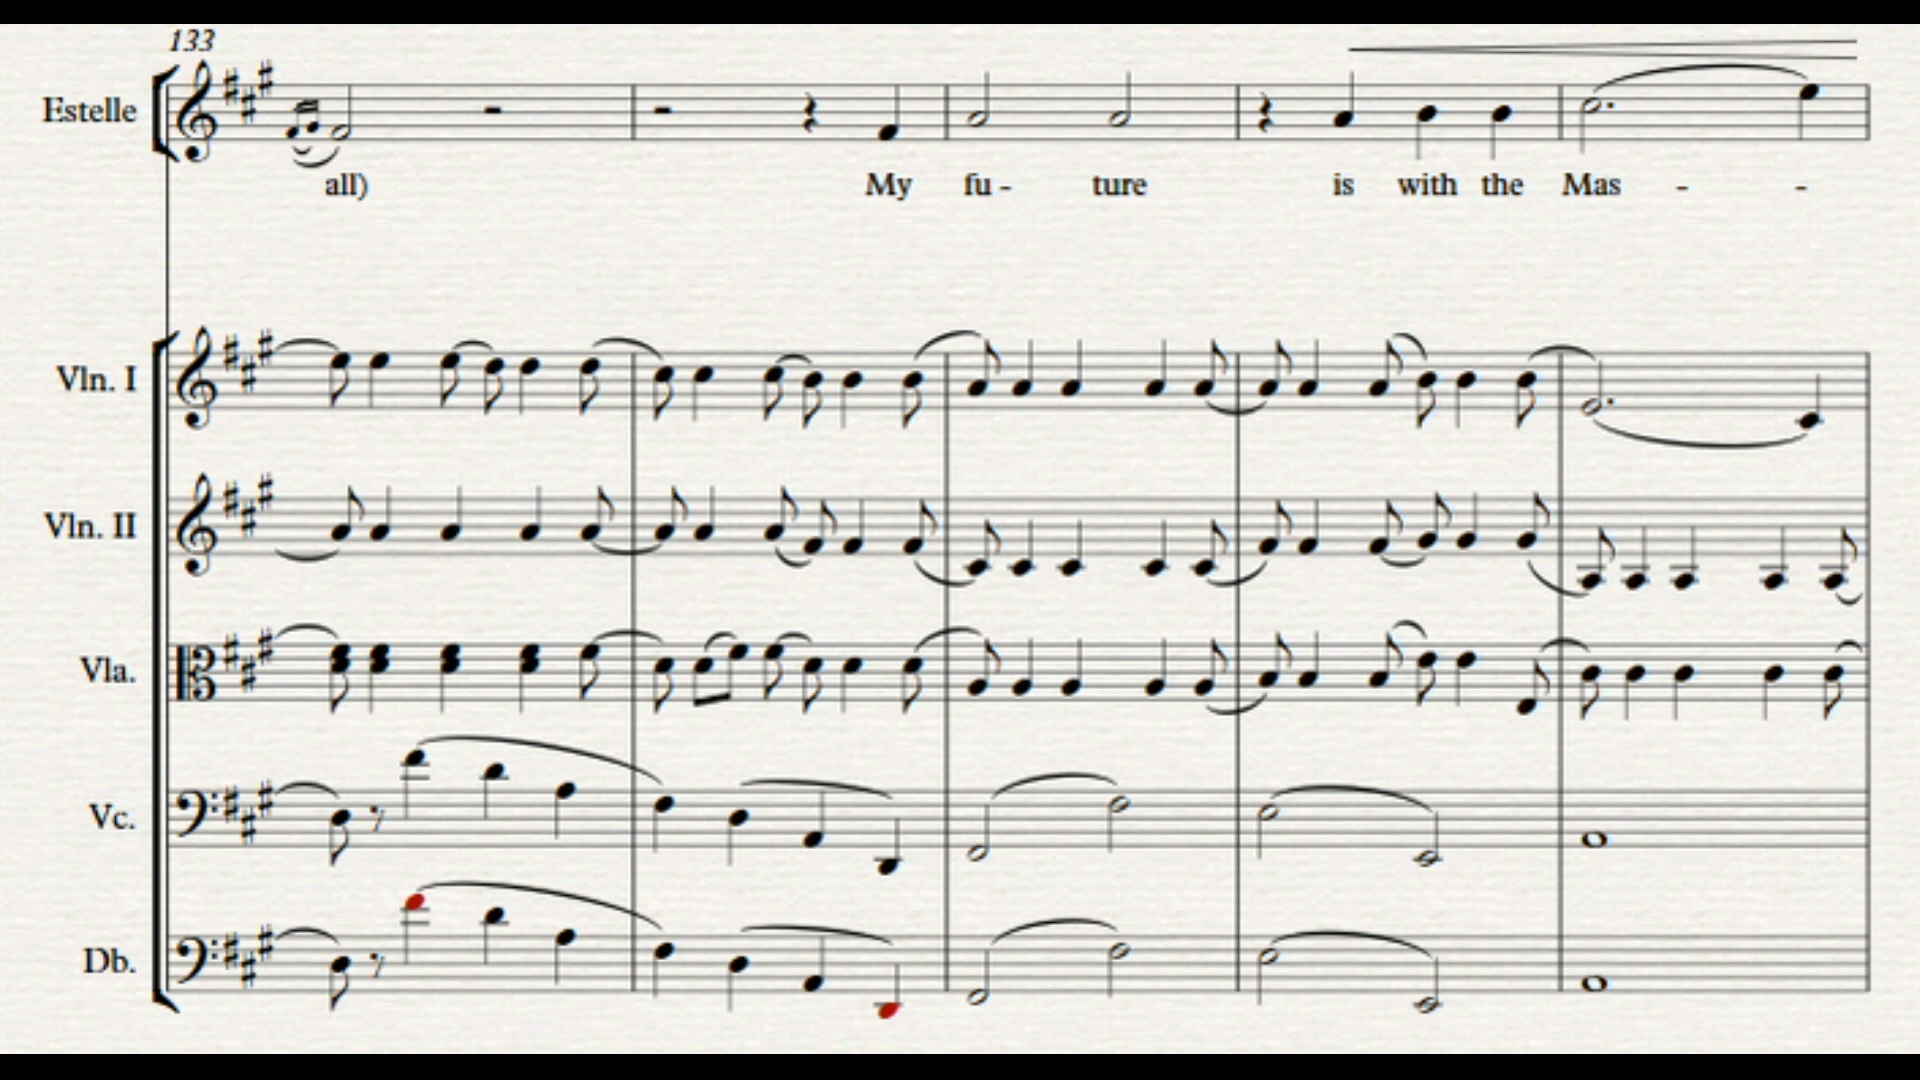 133
Estelle
all) My fu - ture is with the Mas - -
Vln. I
Vln. II
Vla.
Vc.
Db.